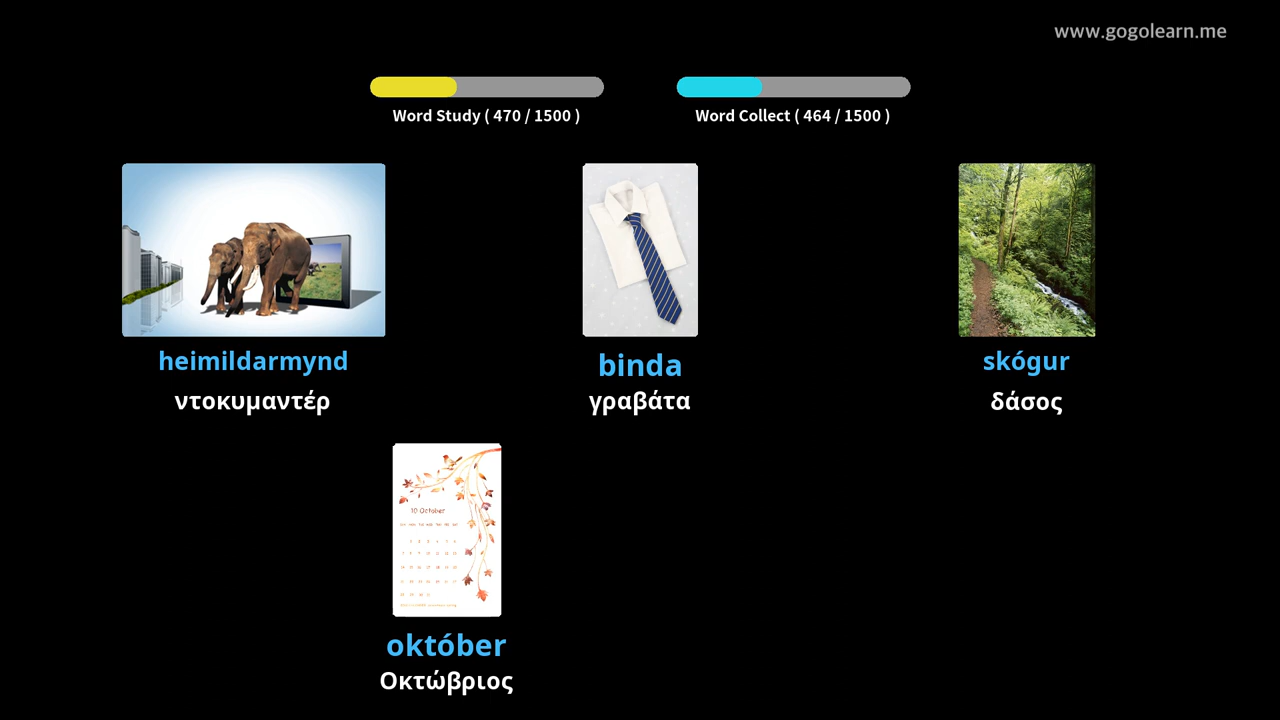 www.gogolearn.me
Word Study ( 470 / 1500 )
Word Collect ( 464 / 1500 )
heimildarmynd
ντοκυμαντέρ
binda
γραβάτα
skógur
δάσος
10 October
október
Οκτώβριος